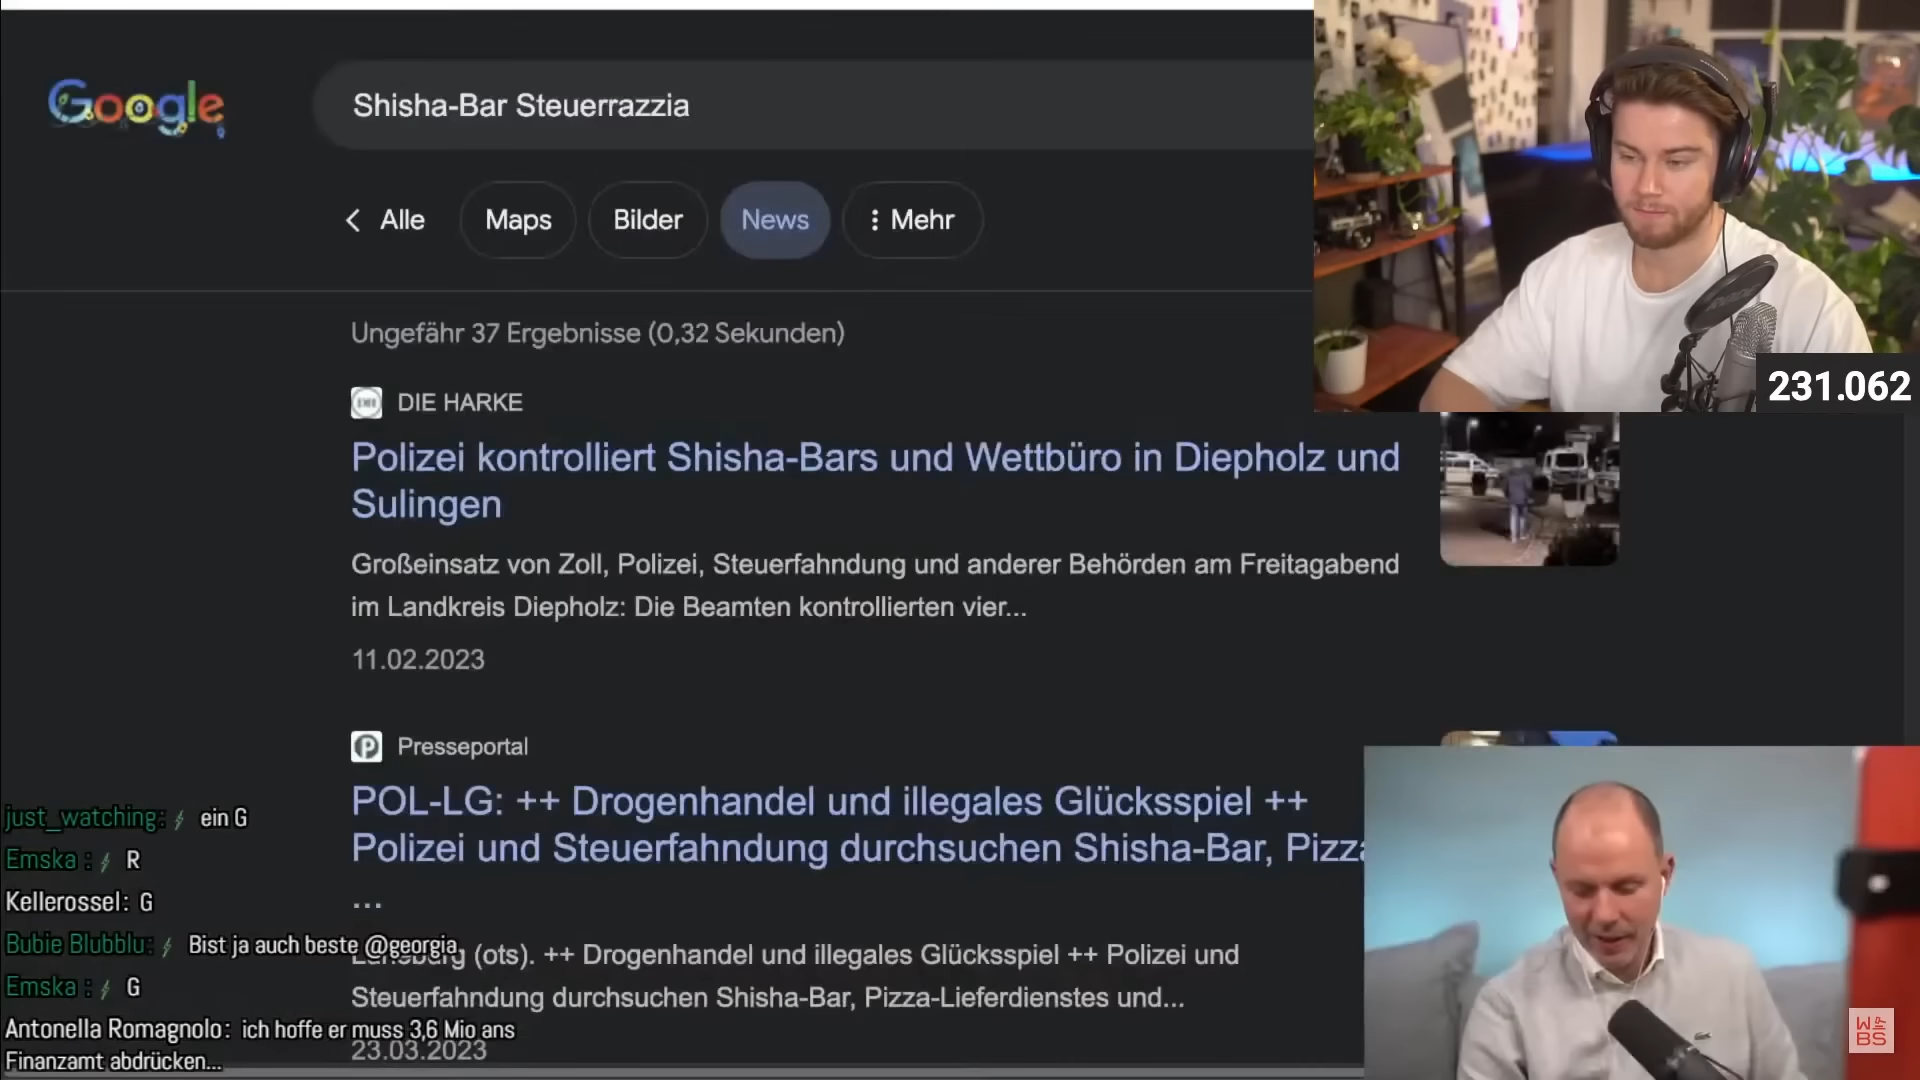 Google
Shisha-Bar Steuerrazzia
Alle
Maps
Bilder
News
Mehr
Ungefähr 37 Ergebnisse (0,32 Sekunden)
231.062
DIE HARKE
Polizei kontrolliert Shisha-Bars und Wettbüro in Diepholz und
Sulingen
Großeinsatz von Zoll, Polizei, Steuerfahndung und anderer Behörden am Freitagabend
im Landkreis Diepholz: Die Beamten kontrollierten vier...
11.02.2023
Presseportal
POL-LG: ++ Drogenhandel und illegales Glücksspiel ++
Polizei und Steuerfahndung durchsuchen Shisha-Bar, Pizza
...
Lüneburg (ots). ++ Drogenhandel und illegales Glücksspiel ++ Polizei und
Steuerfahndung durchsuchen Shisha-Bar, Pizza-Lieferdienstes und...
23.03.2023
just_watching: ein G
Emska : R
Kellerossel: G
Bubie Blubblu: Bist ja auch beste @georgia
Emska : G
Antonella Romagnolo: ich hoffe er muss 3,6 Mio ans
Finanzamt abdrücken...
W
BS